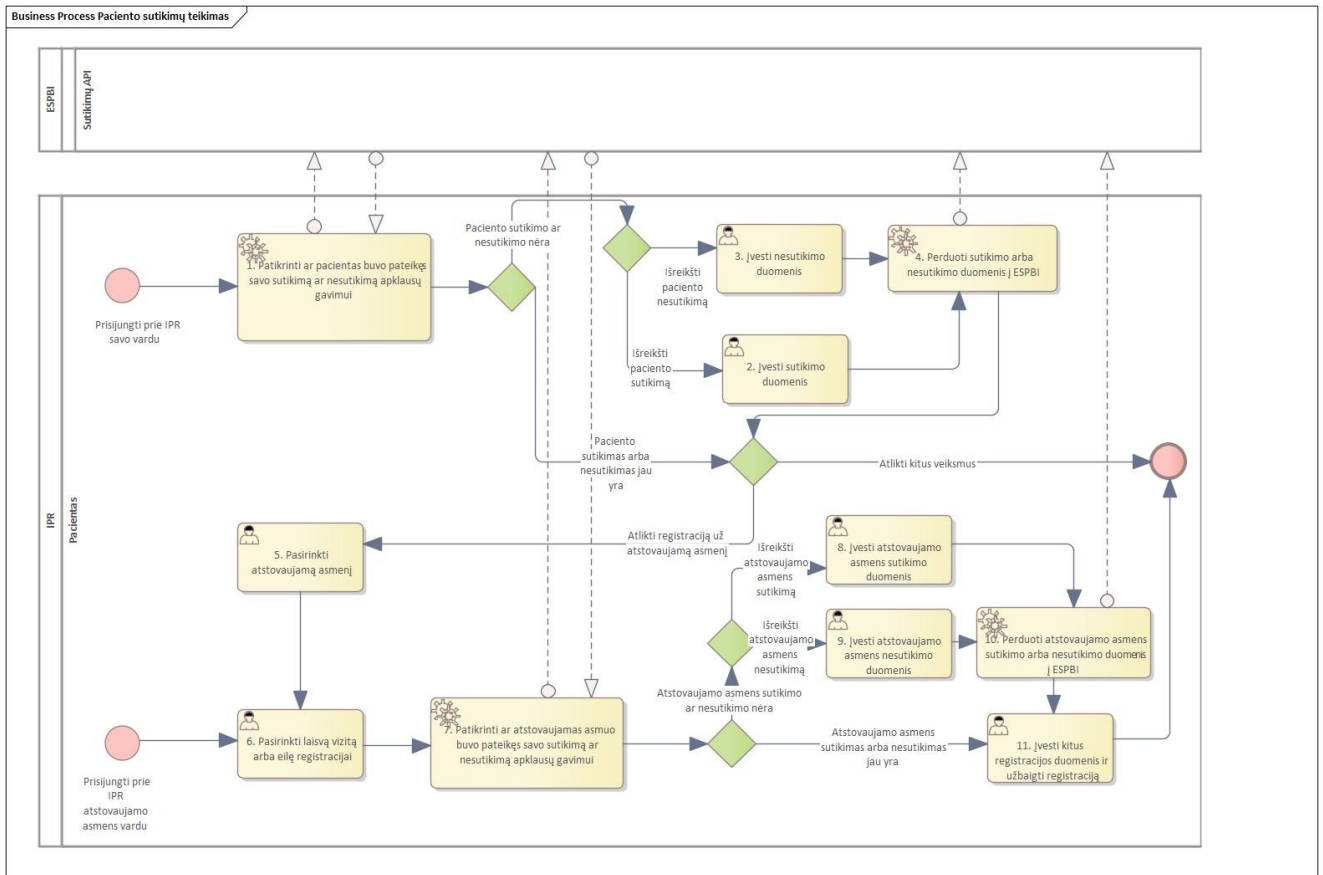 Business Process Paciento sutikimų teikimas
ESPBI
Sutikimų API
IPR
Pacientas
Prisijungti prie IPR
savo vardu
1. Patikrinti ar pacientas buvo pateikęs
savo sutikimą ar nesutikimą apklausų
gavimui
Paciento sutikimo ar
nesutikimo nėra
Išreikšti
paciento
nesutikimą
3. Įvesti nesutikimo
duomenis
4. Perduoti sutikimo arba
nesutikimo duomenis į ESPBI
Išreikšti
paciento
sutikimą
2. Įvesti sutikimo
duomenis
Paciento
sutikimas arba
nesutikimas jau
yra
Atlikti kitus veiksmus
Atlikti registraciją už
atstovaujamą asmenį
5. Pasirinkti
atstovaujamą asmenį
Išreikšti
atstovaujamo
asmens
sutikimą
8. Įvesti atstovaujamo
asmens sutikimo
duomenis
Išreikšti
atstovaujamo
asmens
nesutikimą
9. Įvesti atstovaujamo
asmens nesutikimo
duomenis
10. Perduoti atstovaujamo asmens
sutikimo arba nesutikimo duomenis
į ESPBI
Prisijungti prie
IPR
atstovaujamo
asmens vardu
6. Pasirinkti laisvą vizitą
arba eilę registracijai
7. Patikrinti ar atstovaujamas asmuo
buvo pateikęs savo sutikimą ar
nesutikimą apklausų gavimui
Atstovaujamo asmens sutikimo
ar nesutikimo nėra
Atstovaujamas asmens
sutikimas arba nesutikimas
jau yra
11. Įvesti kitus
registracijos duomenis ir
užbaigti registraciją